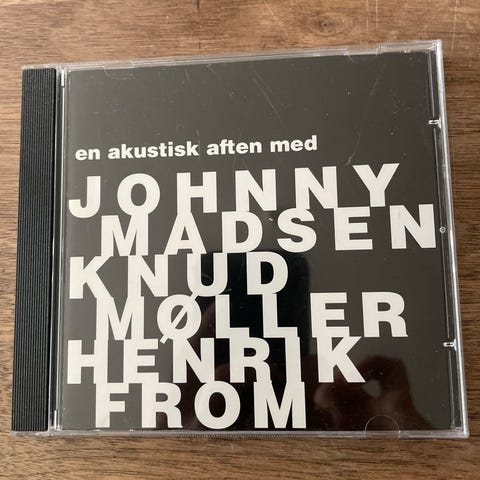 en akustisk aften med
JOHNNY
MADSEN
KNUD
MØLLER
HENRIK
FROM